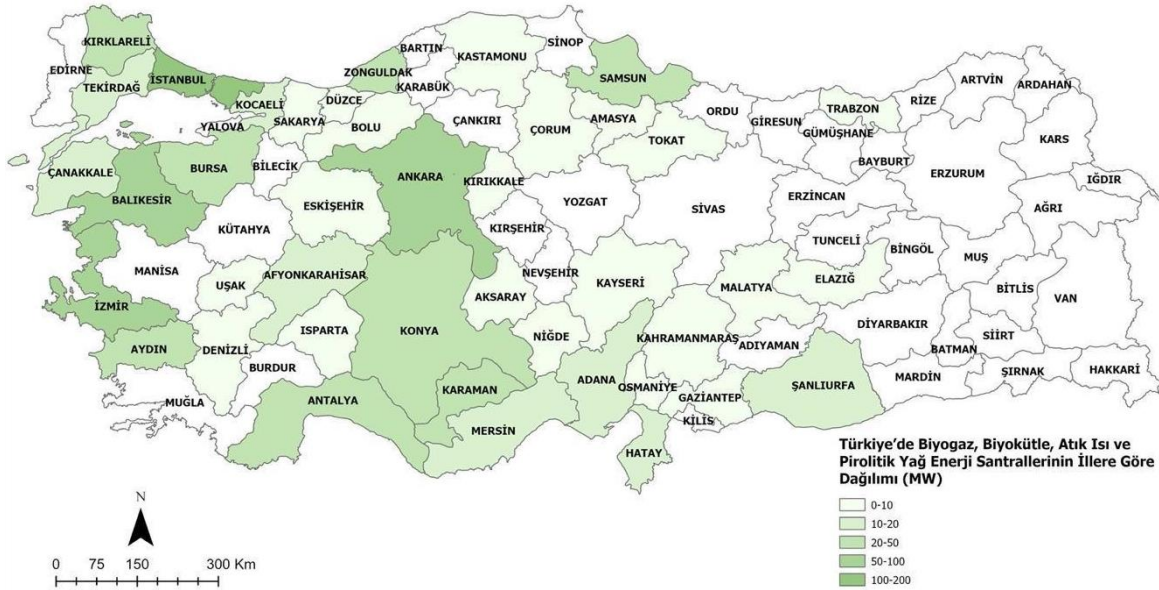 KIRKLARELİ
EDİRNE
TEKİRDAĞ
İSTANBUL
KOCAELİ
YALOVA
SAKARYA
DÜZCE
BOLU
ZONGULDAK
BARTIN
KARABÜK
KASTAMONU
SİNOP
SAMSUN
ÇANKIRI
ÇORUM
AMASYA
TOKAT
ORDU
GİRESUN
TRABZON
GÜMÜŞHANE
BAYBURT
RİZE
ARTVİN
ARDAHAN
KARS
IĞDIR
AĞRI
ERZURUM
ERZİNCAN
ÇANAKKALE
BALIKESİR
BURSA
BİLECİK
ESKİŞEHİR
ANKARA
KIRIKKALE
KIRŞEHİR
YOZGAT
SİVAS
TUNCELİ
BİNGÖL
MUŞ
BİTLİS
VAN
KÜTAHYA
MANİSA
UŞAK
AFYONKARAHİSAR
İZMİR
AYDIN
DENİZLİ
ISPARTA
BURDUR
MUĞLA
ANTALYA
KONYA
AKSARAY
NEVŞEHİR
NİĞDE
KAYSERİ
MALATYA
ELAZIĞ
DİYARBAKIR
BATMAN
SİİRT
ŞIRNAK
HAKKARİ
MARDİN
KARAMAN
MERSİN
ADANA
OSMANİYE
KAHRAMANMARAŞ
ADIYAMAN
GAZİANTEP
KİLİS
ŞANLIURFA
HATAY
Türkiye'de Biyogaz, Biyokütle, Atık Isı ve
Pirolitik Yağ Enerji Santrallerinin İllere Göre
Dağılımı (MW)
0-10
10-20
20-50
50-100
100-200
N
0 75 150 300 Km